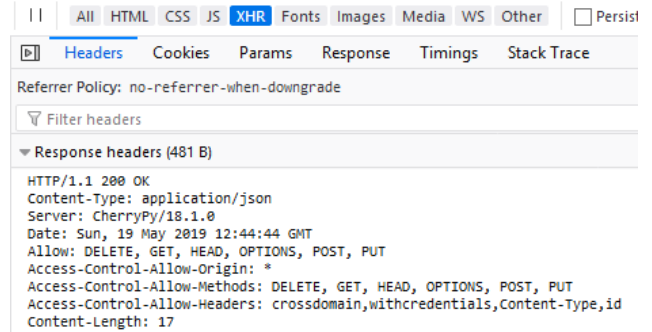 || All HTML CSS JS XHR Fonts Images Media WS Other Persist
Headers Cookies Params Response Timings Stack Trace
Referrer Policy: no-referrer-when-downgrade
Filter headers
Response headers (481 B)
HTTP/1.1 200 OK
Content-Type: application/json
Server: CherryPy/18.1.0
Date: Sun, 19 May 2019 12:44:44 GMT
Allow: DELETE, GET, HEAD, OPTIONS, POST, PUT
Access-Control-Allow-Origin: *
Access-Control-Allow-Methods: DELETE, GET, HEAD, OPTIONS, POST, PUT
Access-Control-Allow-Headers: crossdomain,withcredentials,Content-Type,id
Content-Length: 17